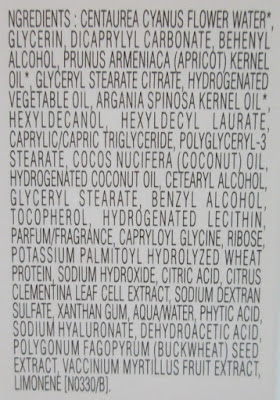 NGREDIENTS : CENTAUREA CYANUS FLOWER WATER*,
GLYCERIN, DICAPRYLYL CARBONATE, BEHENYL
ALCOHOL, PRUNUS ARMENIACA (APRICOT) KERNEL
OIL*, GLYCERYL STEARATE CITRATE, HYDROGENATED
VEGETABLE OIL, ARGANIA SPINOSA KERNEL OIL*,
HEXYLDECANOL, HEXYLDECYL LAURATE,
CAPRYLIC/CAPRIC TRIGLYCERIDE, POLYGLYCERYL-3
STEARATE, COCOS NUCIFERA (COCONUT) OIL,
HYDROGENATED COCONUT OIL, CETEARYL ALCOHOL,
GLYCERYL STEARATE, BENZYL ALCOHOL,
TOCOPHEROL, HYDROGENATED LECITHIN,
PARFUM/FRAGRANCE, CAPRYLOYL GLYCINE, RIBOSE,
POTASSIUM PALMITOYL HYDROLYZED WHEAT
PROTEIN, SODIUM HYDROXIDE, CITRIC ACID, CITRUS
CLEMENTINA LEAF CELL EXTRACT, SODIUM DEXTRAN
SULFATE, XANTHAN GUM, AQUA/WATER, PHYTIC ACID,
SODIUM HYALURONATE, DEHYDROACETIC ACID,
POLYGONUM FAGOPYRUM (BUCKWHEAT) SEED
EXTRACT, VACCINIUM MYRTILLUS FRUIT EXTRACT,
LIMONENE [N0330/B].